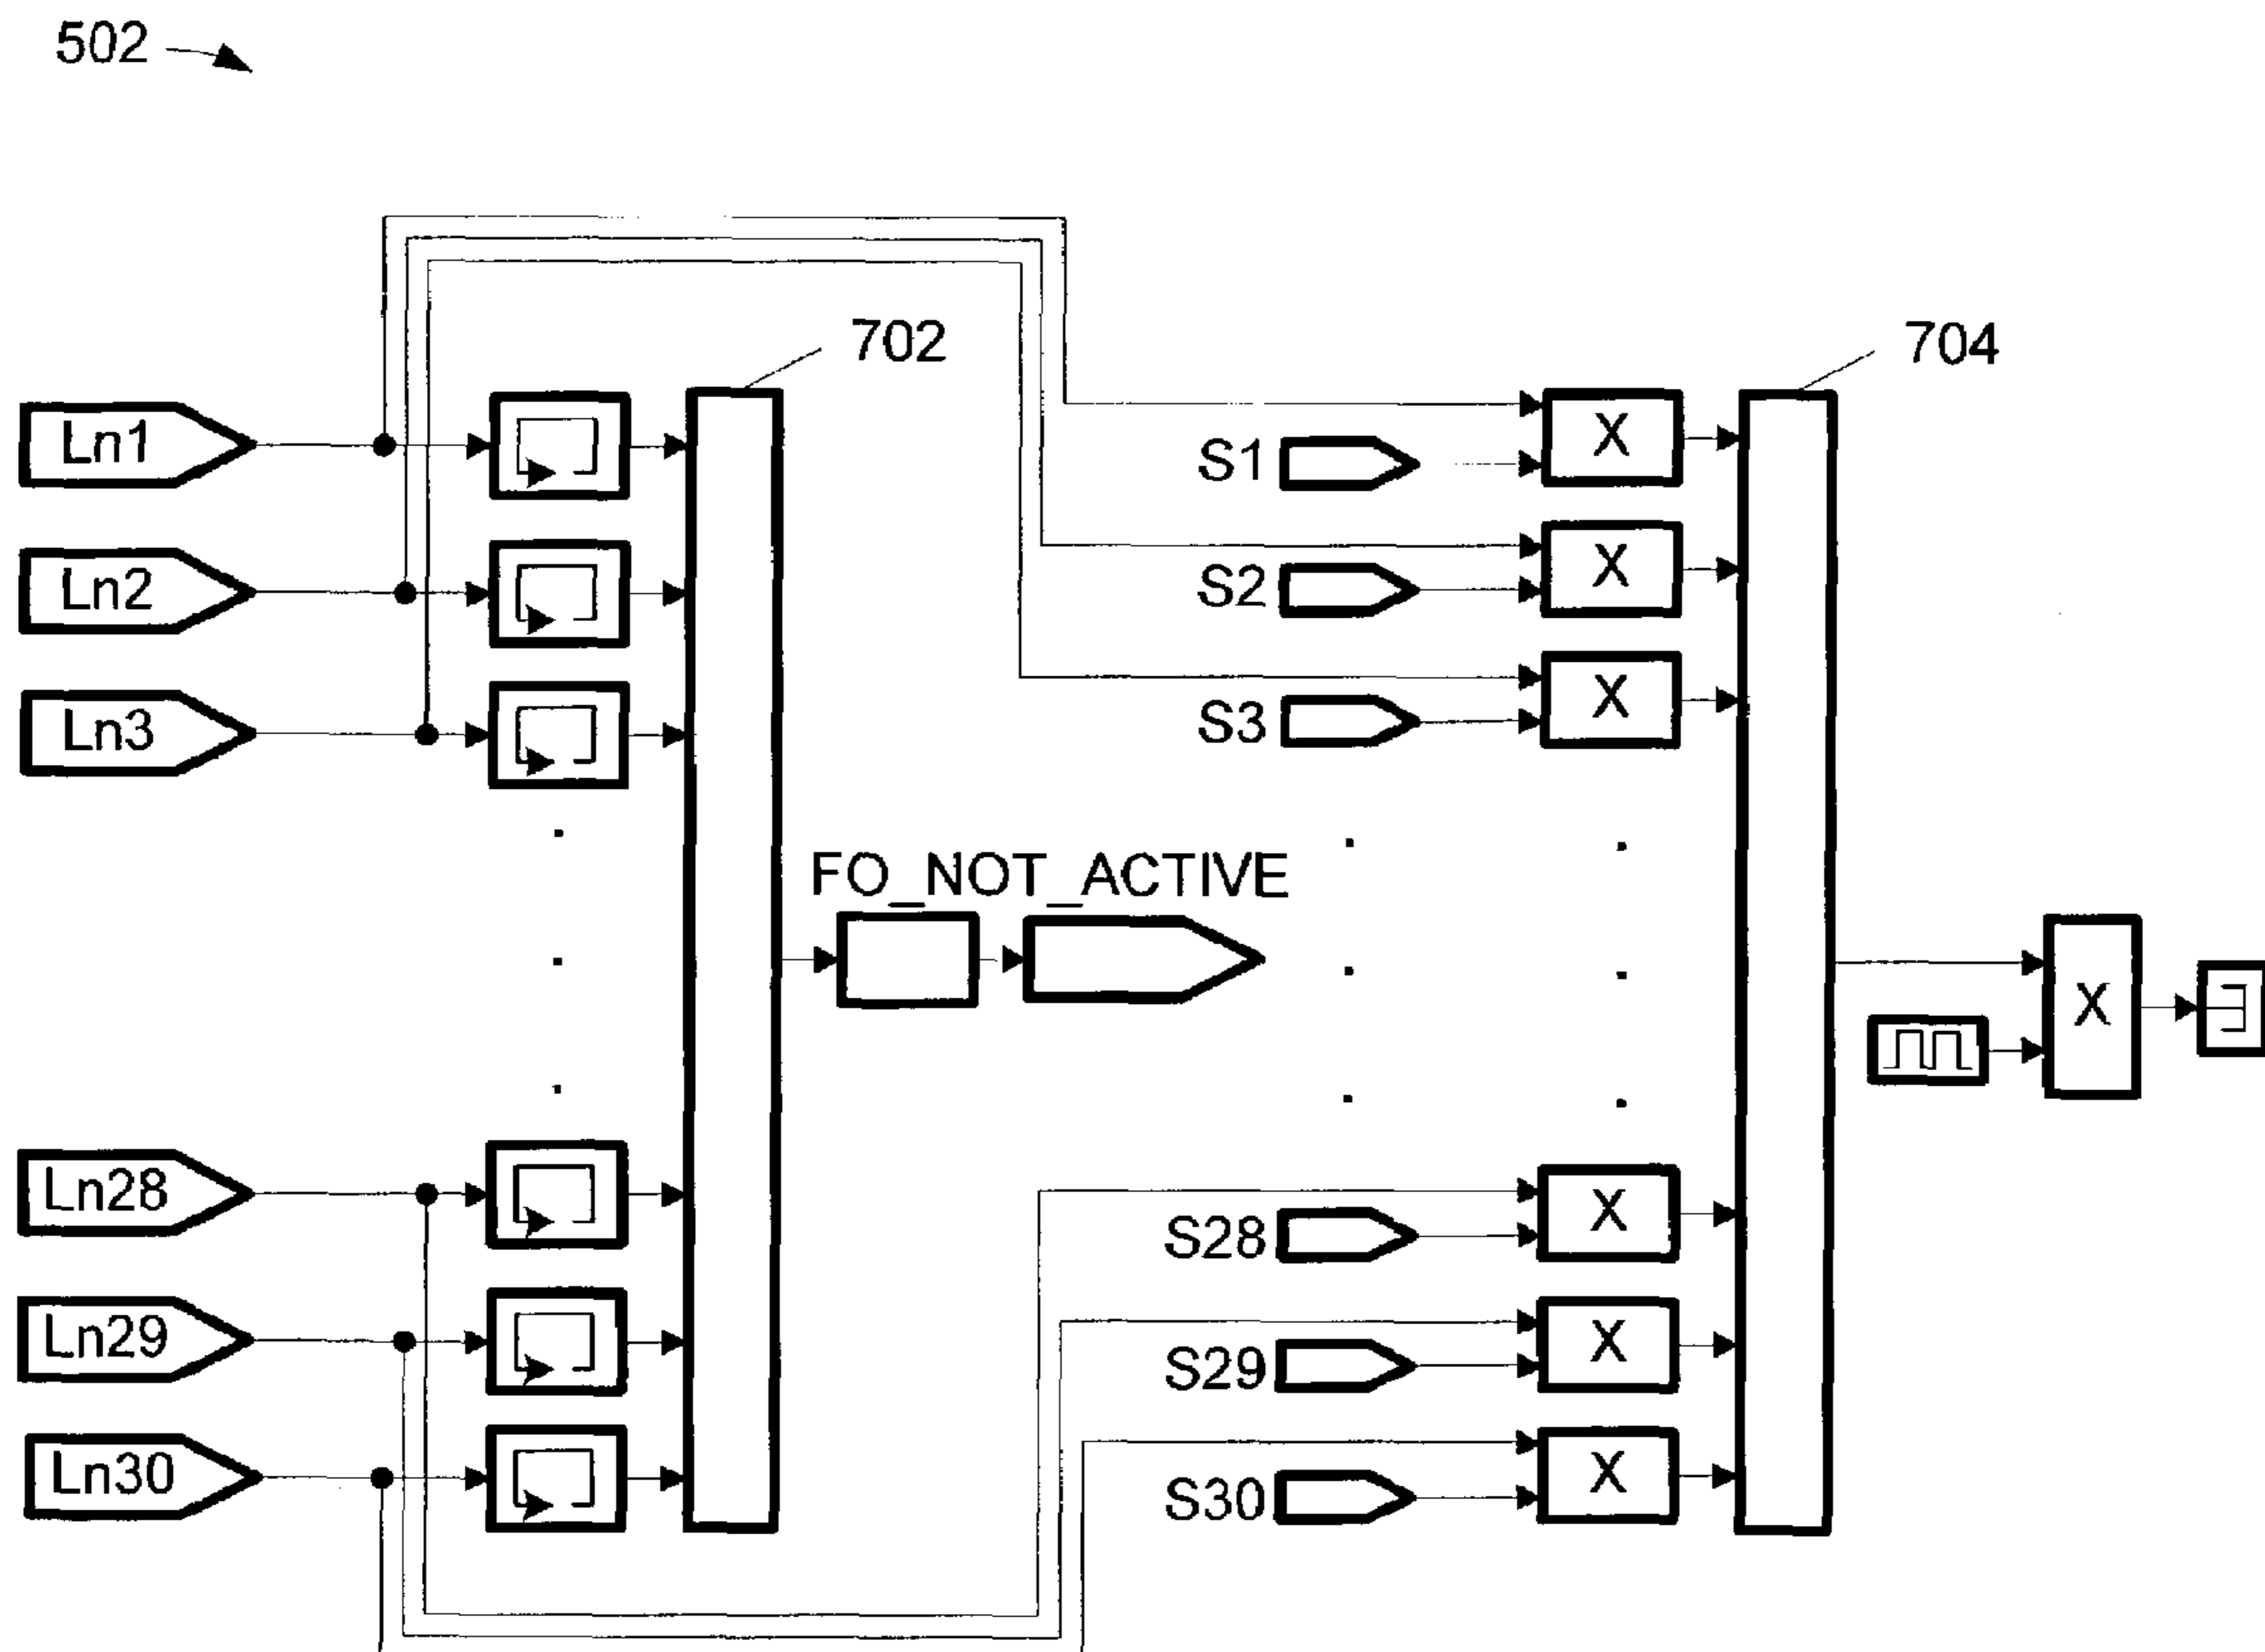 502
702
704
Ln1
X
S1
Ln2
X
S2
Ln3
X
S3
FO_NOT_ACTIVE
X
Ln28
X
S28
Ln29
X
S29
Ln30
X
S30